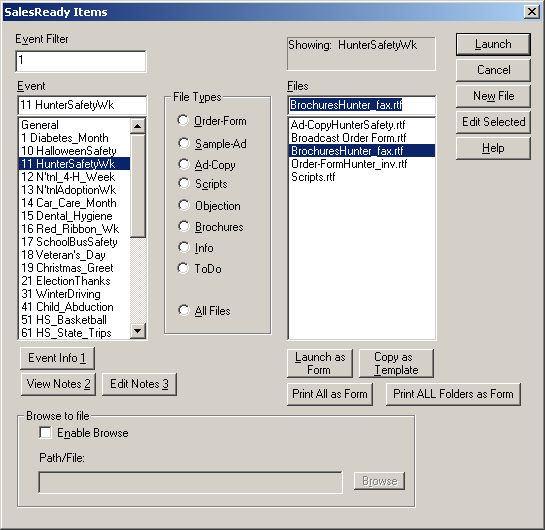 SalesReady Items
Event Filter
1
Showing: HunterSafetyWk
Launch
Cancel
New File
Edit Selected
Help
Event
11 HunterSafetyWk
General
1 Diabetes_Month
10 HalloweenSafety
11 HunterSafetyWk
12 N'tnl_4-H_Week
13 N'tnlAdoptionWk
14 Car_Care_Month
15 Dental_Hygiene
16 Red_Ribbon_Wk
17 SchoolBusSafety
18 Veteran's_Day
19 Christmas_Greet
21 ElectionThanks
31 WinterDriving
41 Child_Abduction
51 HS_Basketball
61 HS_State_Trips
File Types
Order-Form
Sample-Ad
Ad-Copy
Scripts
Objection
Brochures
Info
ToDo
All Files
Files
BrochuresHunter_fax.rtf
Ad-CopyHunterSafety.rtf
Broadcast Order Form.rtf
BrochuresHunter_fax.rtf
Order-FormHunter_inv.rtf
Scripts.rtf
Event Info 1
View Notes 2
Edit Notes 3
Launch as
Form
Copy as
Template
Print All as Form
Print ALL Folders as Form
Browse to file
Enable Browse
Path/File:
Browse